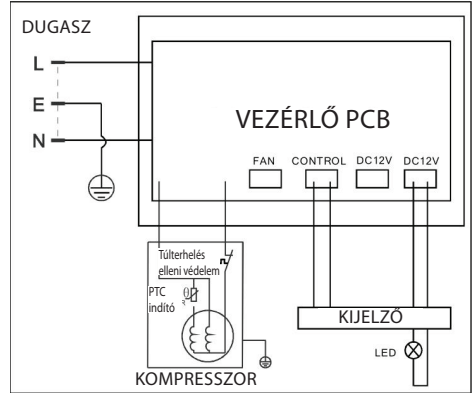 DUGASZ
L
E
N
VEZÉRLŐ PCB
FAN CONTROL DC12V DC12V
Túlterhelés
elleni védelem
PTC
indító
θ
KIJELZŐ
LED
KOMPRESSZOR